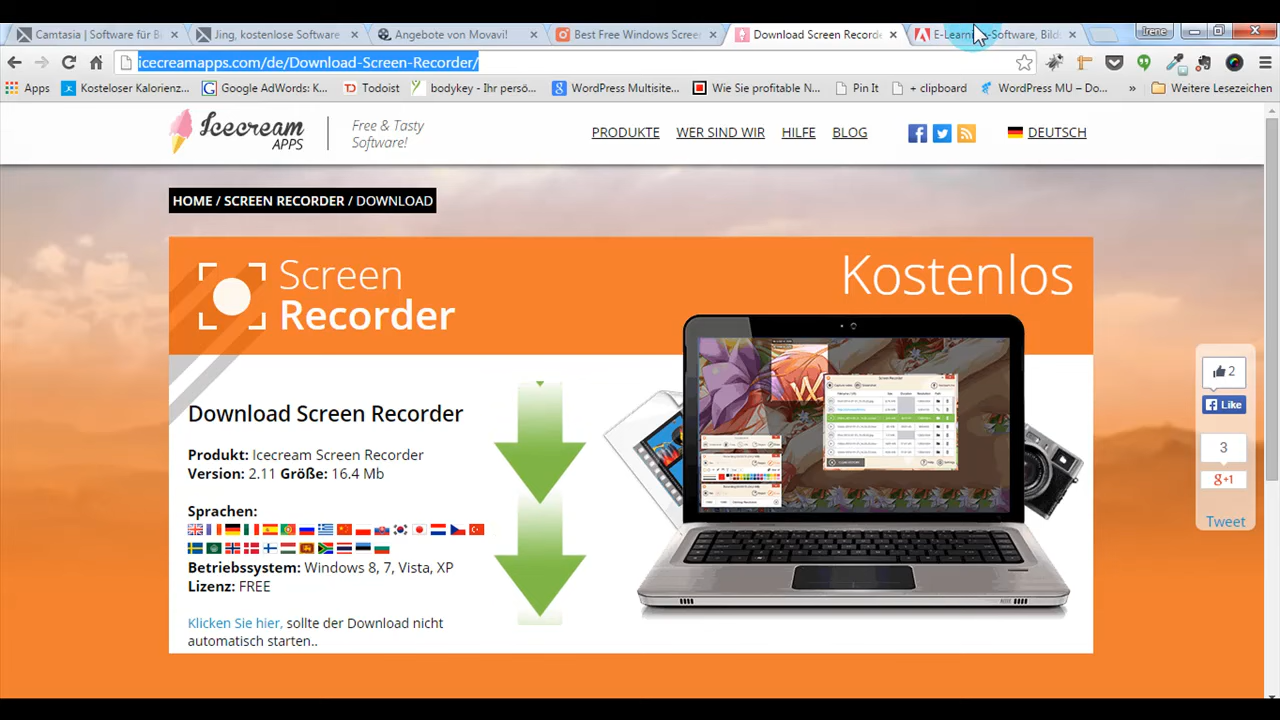 Camtasia | Software für B
Jing, kostenlose Software
Angebote von Movavi!
Best Free Windows Scree
Download Screen Recorde
E-Learning-Software, Bilds
Irene
icecreamapps.com/de/Download-Screen-Recorder/
Apps
Kostenloser Kalorienz...
Google AdWords: K...
Todoist
bodykey - Ihr persö...
WordPress Multisite...
Wie Sie profitable N...
Pin It
+ clipboard
WordPress MU – Do...
»
Weitere Lesezeichen
Icecream
APPS
Free & Tasty
Software!
PRODUKTE
WER SIND WIR
HILFE
BLOG
DEUTSCH
HOME / SCREEN RECORDER / DOWNLOAD
Screen
Recorder
Kostenlos
Download Screen Recorder
Produkt: Icecream Screen Recorder
Version: 2.11 Größe: 16.4 Mb
Sprachen:
Betriebssystem: Windows 8, 7, Vista, XP
Lizenz: FREE
Klicken Sie hier, sollte der Download nicht
automatisch starten..
2
Like
3
g+1
Tweet